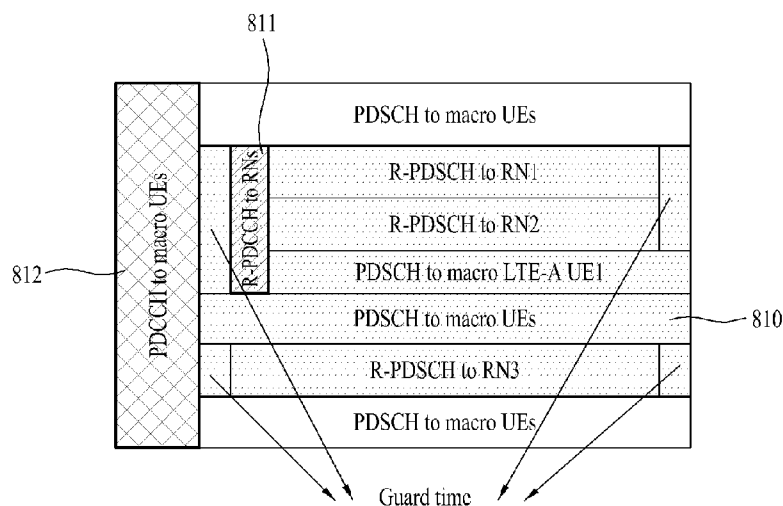 811
PDSCH to macro UEs
R-PDSCH to RN1
R-PDSCH to RN2
PDSCH to macro LTE-A UE1
PDSCH to macro UEs
R-PDSCH to RN3
PDSCH to macro UEs
R-PDCCH to RNs
PDCCH to macro UEs
812
810
Guard time